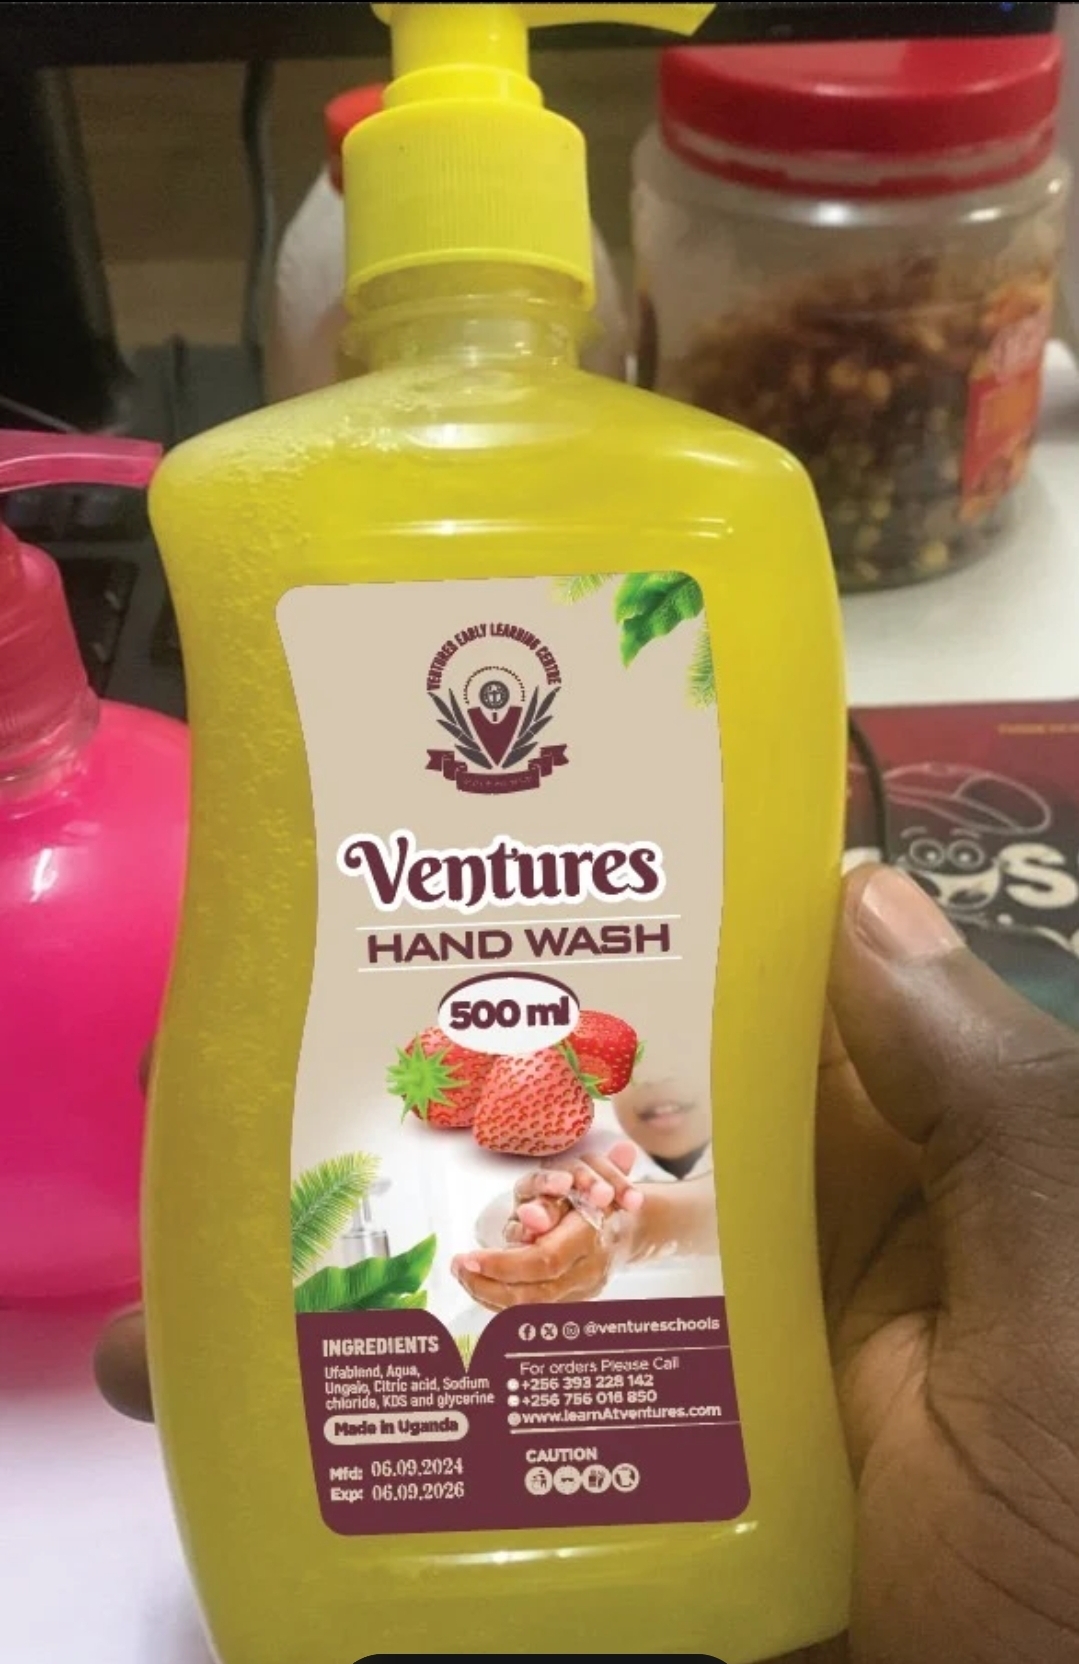 VENTURES EARLY LEARNING CENTRE
Ventures
HAND WASH
500 ml
INGREDIENTS
Ufablend, Aqua,
Ungalo, Citric acid, Sodium
chloride, KDS and glycerine
Made in Uganda
Mfd: 06.09.2024
Exp: 06.09.2026
@ventureschools
For orders Please Call
+256 393 228 142
+256 756 016 850
www.learnAtventures.com
CAUTION